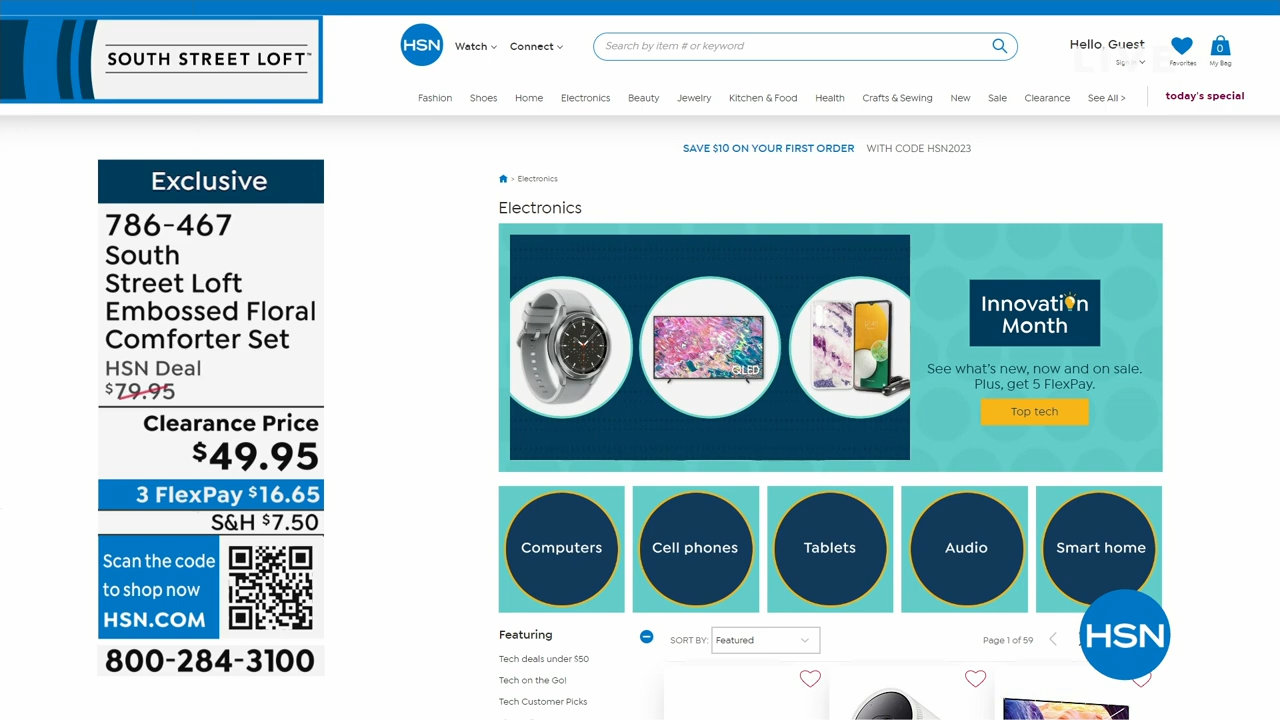 SOUTH STREET LOFT™
HSN
Watch
Connect
Search by item # or keyword
Hello, Guest
Sign In
Favorites
0
My Bag
LIVE
Fashion
Shoes
Home
Electronics
Beauty
Jewelry
Kitchen & Food
Health
Crafts & Sewing
New
Sale
Clearance
See All >
today's special
SAVE $10 ON YOUR FIRST ORDER WITH CODE HSN2023
> Electronics
Electronics
Exclusive
786-467
South
Street Loft
Embossed Floral
Comforter Set
HSN Deal
$79.95
Clearance Price
$49.95
3 FlexPay $16.65
S&H $7.50
Scan the code
to shop now
HSN.COM
800-284-3100
QLED
Innovation
Month
See what's new, now and on sale.
Plus, get 5 FlexPay.
Top tech
Computers
Cell phones
Tablets
Audio
Smart home
Featuring
Tech deals under $50
Tech on the Go!
Tech Customer Picks
SORT BY:
Featured
Page 1 of 59
HSN